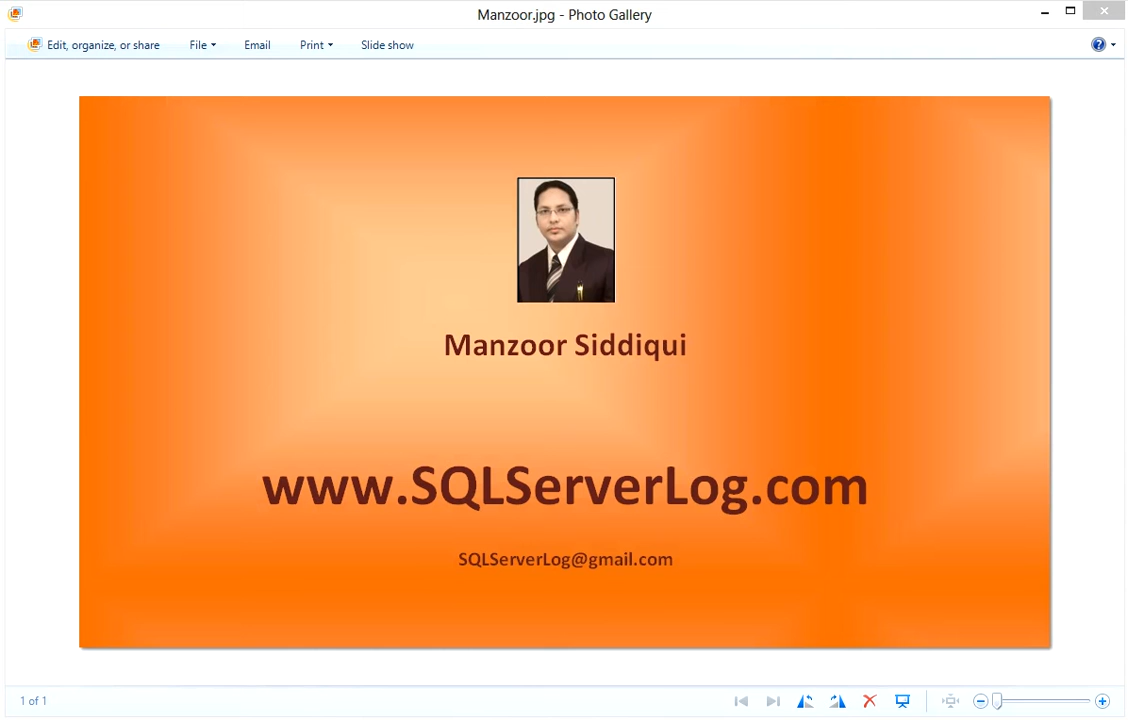 Manzoor.jpg - Photo Gallery
Edit, organize, or share File Email Print Slide show
Manzoor Siddiqui
www.SQLServerLog.com
SQLServerLog@gmail.com
1 of 1